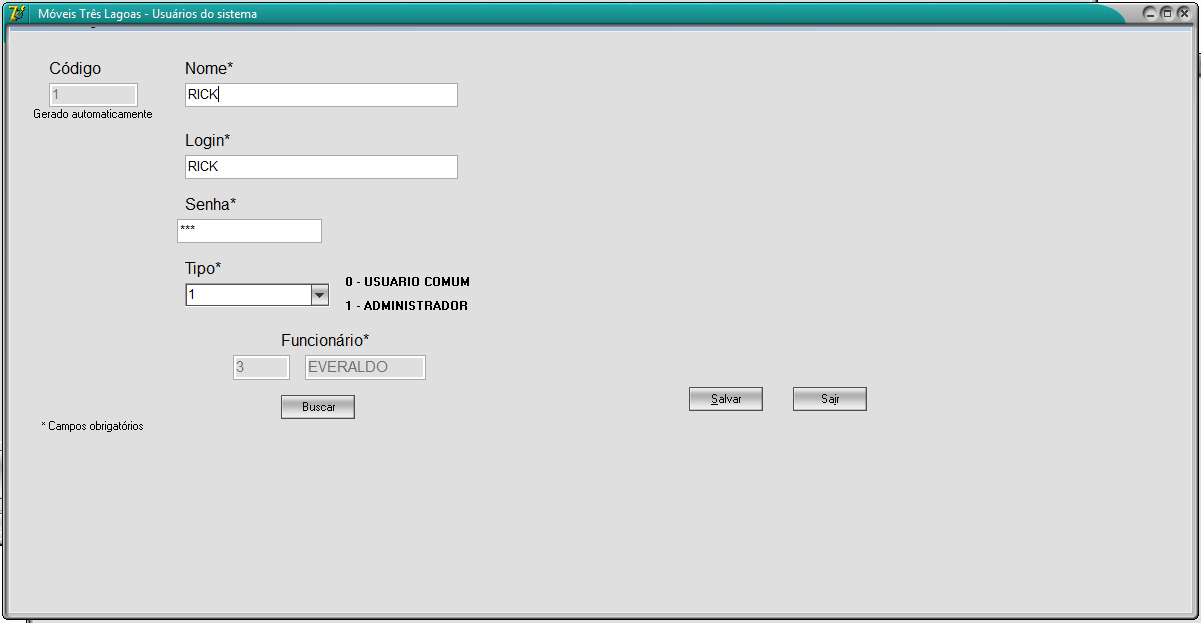 Móveis Três Lagoas - Usuários do sistema
Código
Nome*
1
RICK
Gerado automaticamente
Login*
RICK
Senha*
***
Tipo*
1
0 - USUARIO COMUM
1 - ADMINISTRADOR
Funcionário*
3
EVERALDO
Buscar
Salvar
Sair
* Campos obrigatórios